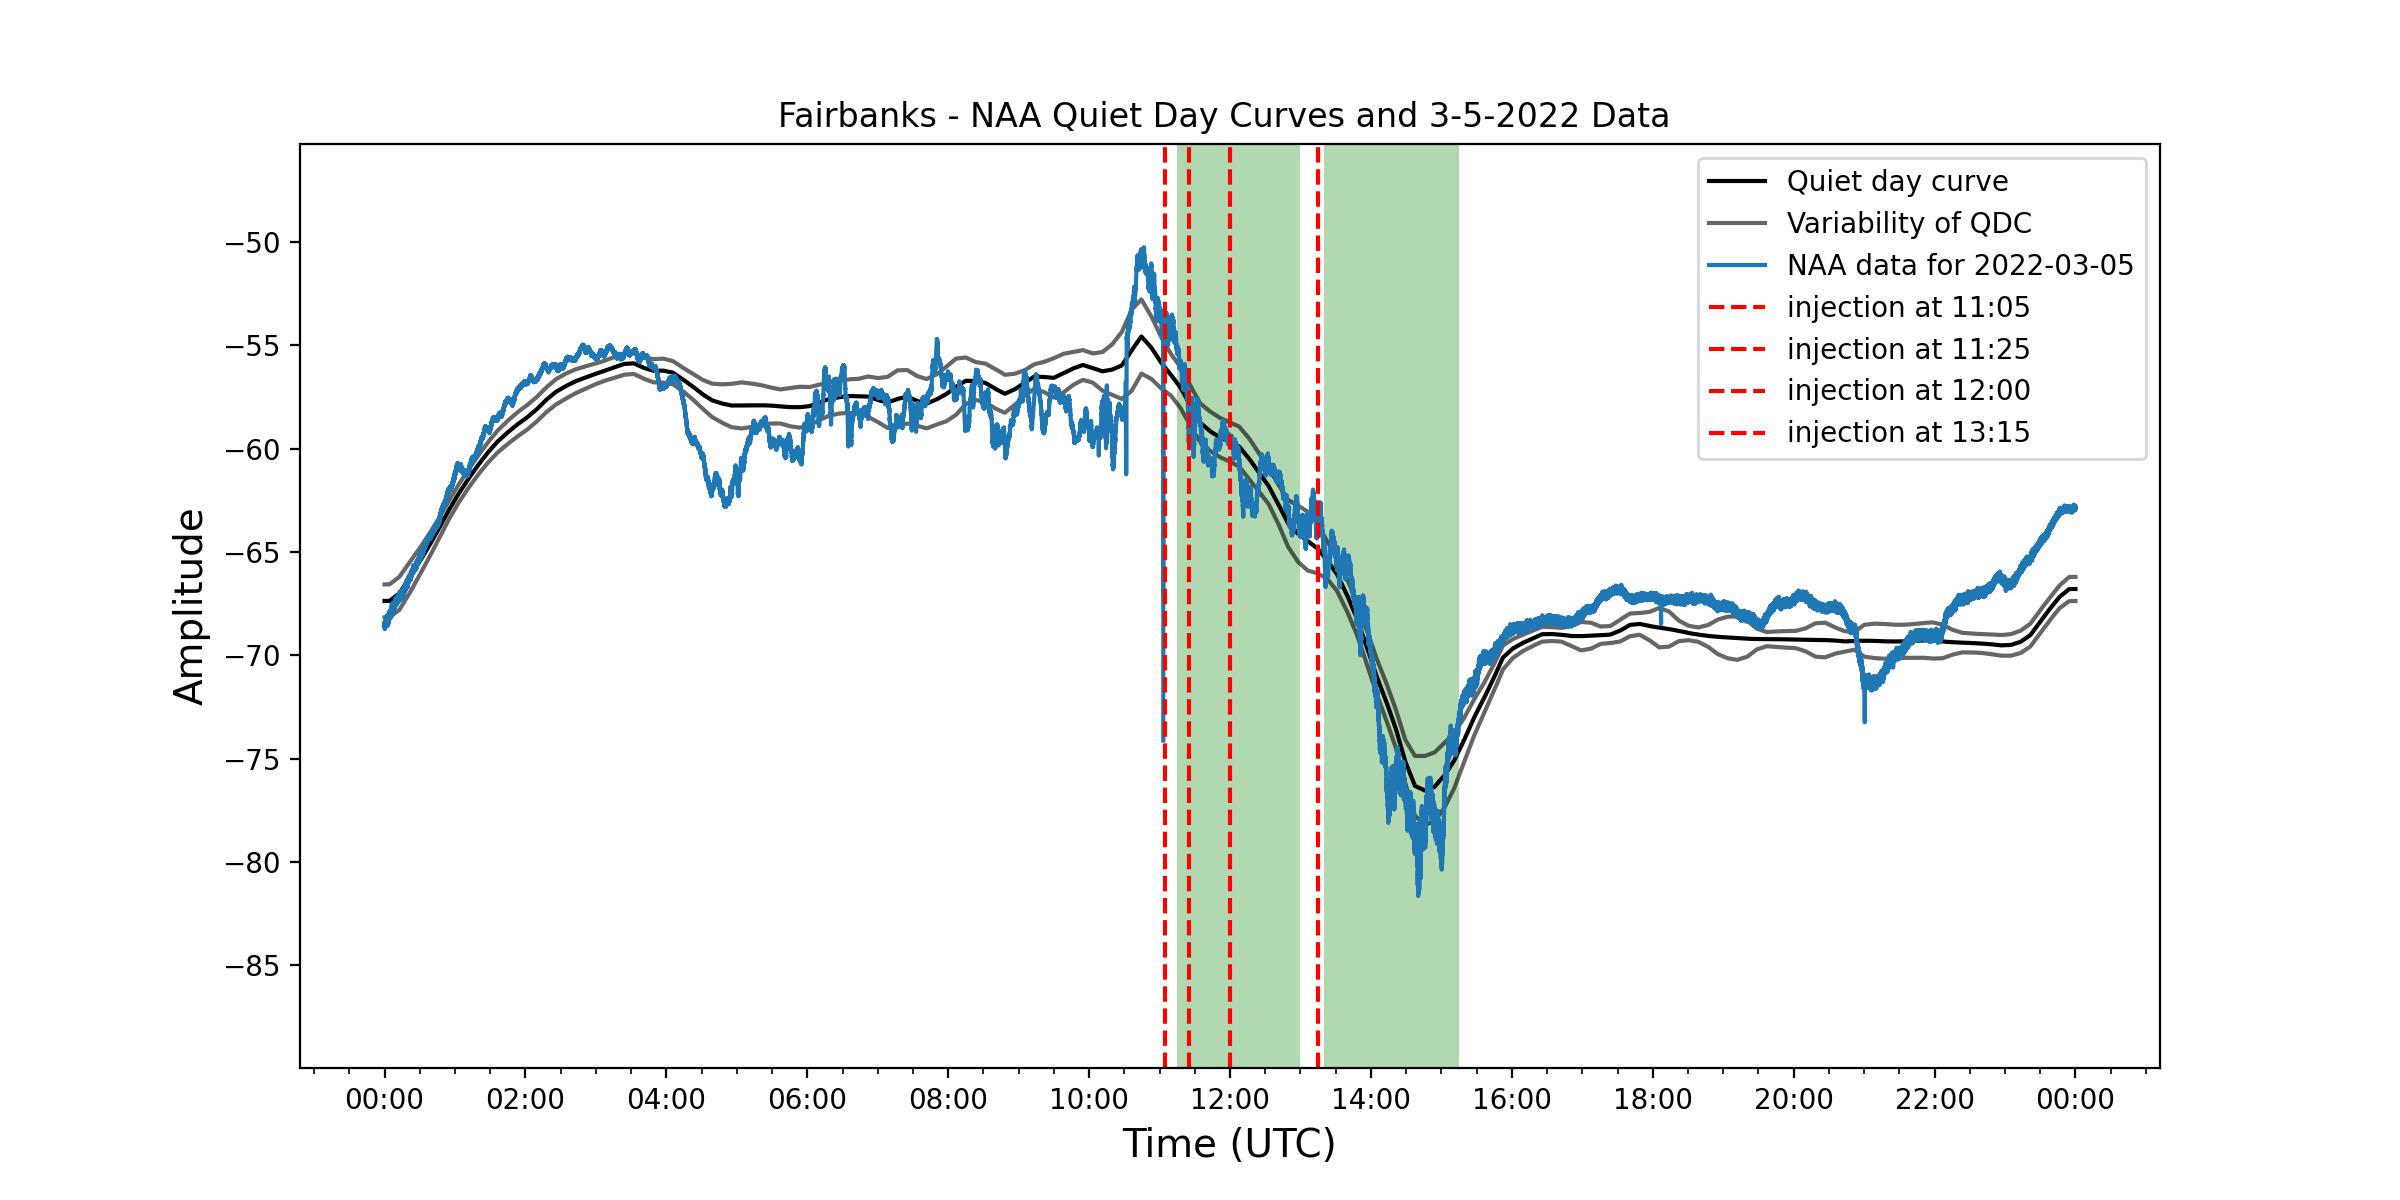 Fairbanks - NAA Quiet Day Curves and 3-5-2022 Data
Quiet day curve
Variability of QDC
NAA data for 2022-03-05
injection at 11:05
injection at 11:25
injection at 12:00
injection at 13:15
Amplitude
−50
−55
−60
−65
−70
−75
−80
−85
00:00 02:00 04:00 06:00 08:00 10:00 12:00 14:00 16:00 18:00 20:00 22:00 00:00
Time (UTC)